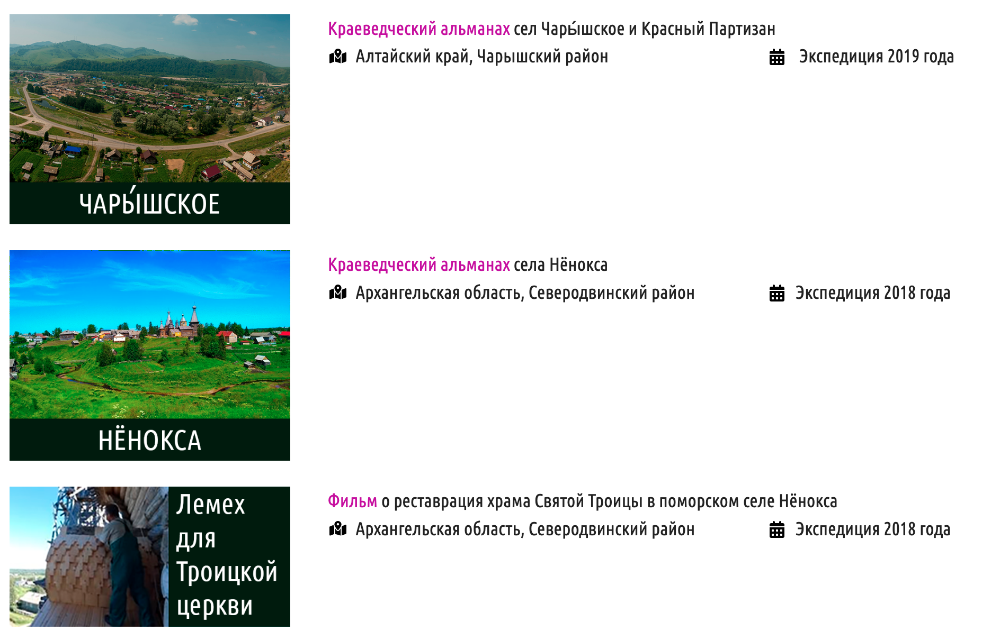 Краеведческий альманах сел Чары́шское и Красный Партизан
Алтайский край, Чарышский район
Экспедиция 2019 года
ЧАРЫ́ШСКОЕ
Краеведческий альманах села Нёнокса
Архангельская область, Северодвинский район
Экспедиция 2018 года
НЁНОКСА
Фильм о реставрация храма Святой Троицы в поморском селе Нёнокса
Архангельская область, Северодвинский район
Экспедиция 2018 года
Лемех
для
Троицкой
церкви